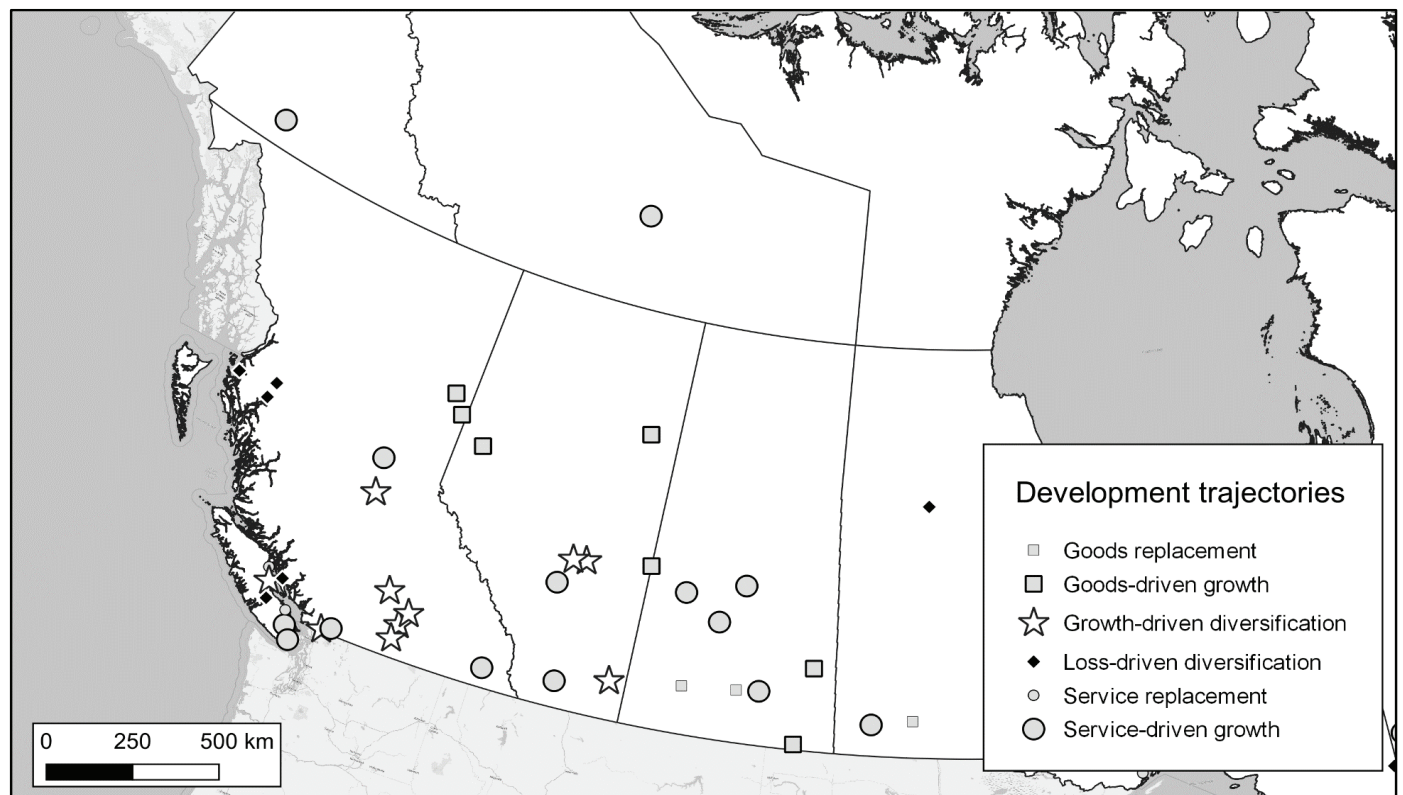 Development trajectories
Goods replacement
Goods-driven growth
Growth-driven diversification
Loss-driven diversification
Service replacement
Service-driven growth
0 250 500 km